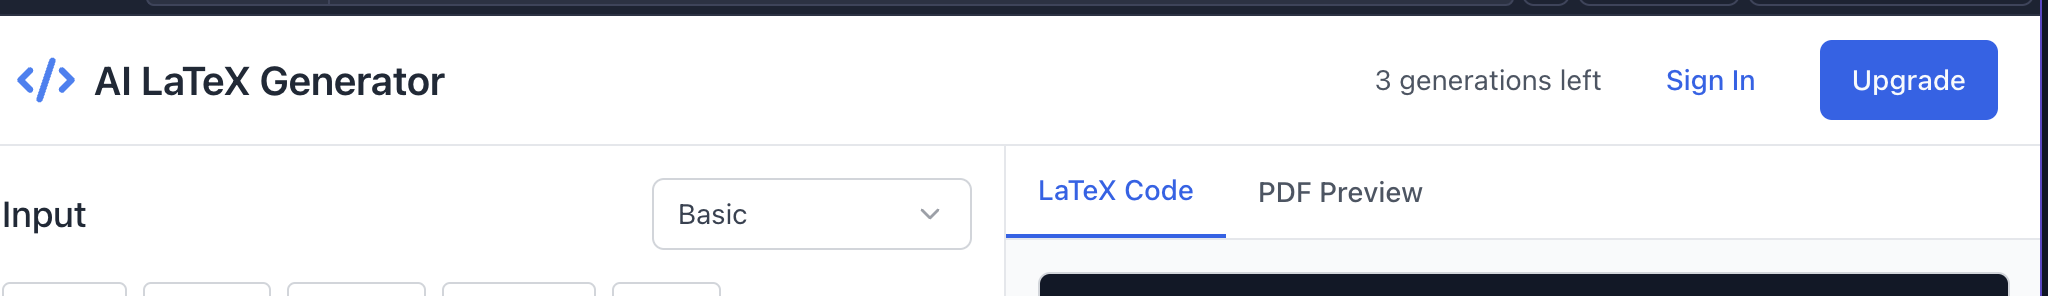 AI LaTeX Generator
3 generations left
Sign In
Upgrade
Input
Basic
LaTeX Code
PDF Preview